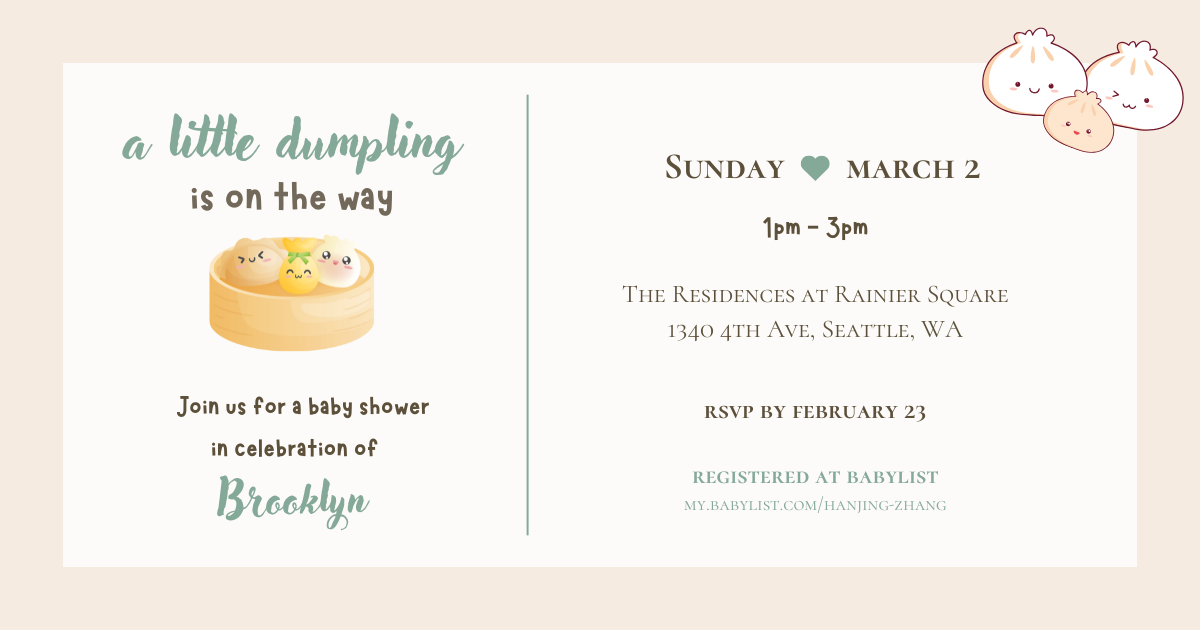 a little dumpling
is on the way
Join us for a baby shower
in celebration of
Brooklyn
Sunday march 2
1pm - 3pm
The Residences at Rainier Square
1340 4th Ave, Seattle, WA
rsvp by february 23
registered at babylist
my.babylist.com/hanjing-zhang